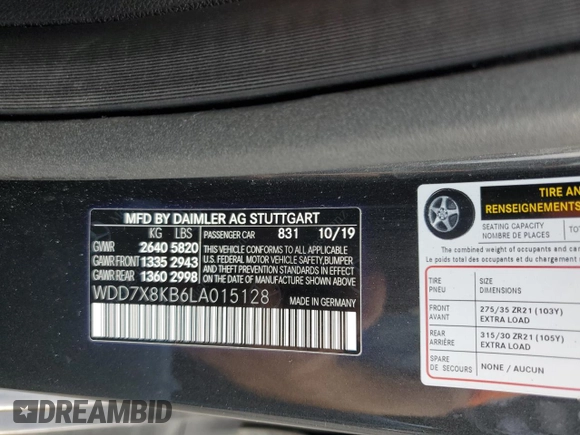 MFD BY DAIMLER AG STUTTGART
KG LBS PASSENGER CAR 831 10/19
GVWR 2640 5820 THIS VEHICLE CONFORMS TO ALL APPLICABLE
GAWR FRONT 1335 2943 U.S. FEDERAL MOTOR VEHICLE SAFETY, BUMPER,
GAWR REAR 1360 2998 AND THEFT PREVENTION STANDARDS IN EFFECT
ON THE DATE OF MANUFACTURE SHOWN ABOVE.
WDD7X8KB6LA015128 MADE IN GERMANY
TIRE AN
RENSEIGNEMENTS
SEATING CAPACITY
NOMBRE DE PLACES
TOT
The combined weight of occupants and car
Le poids total des occupants et du char
TIRE
PNEU
SIZE
DIMENSIONS
FRONT
AVANT
275/35 ZR21 (103Y)
EXTRA LOAD
REAR
ARRIÈRE
315/30 ZR21 (105Y)
EXTRA LOAD
SPARE
DE SECOURS
NONE / AUCUN
DREAMBID